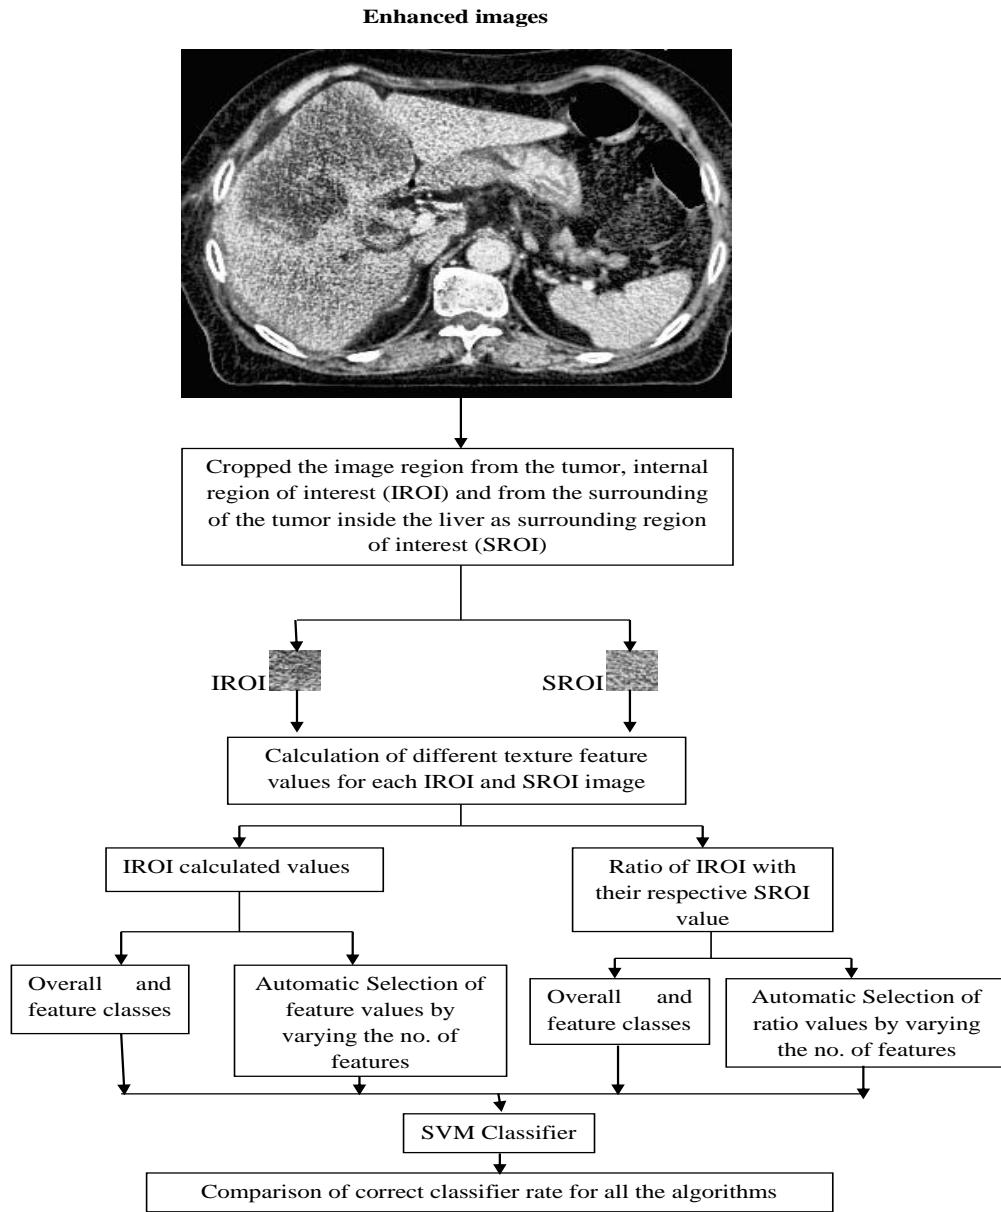 Enhanced images
Cropped the image region from the tumor, internal
region of interest (IROI) and from the surrounding
of the tumor inside the liver as surrounding region
of interest (SROI)
IROI
SROI
Calculation of different texture feature
values for each IROI and SROI image
IROI calculated values
Ratio of IROI with
their respective SROI
value
Overall and
feature classes
Automatic Selection of
feature values by
varying the no. of
features
Overall and
feature classes
Automatic Selection of
ratio values by varying
the no. of features
SVM Classifier
Comparison of correct classifier rate for all the algorithms